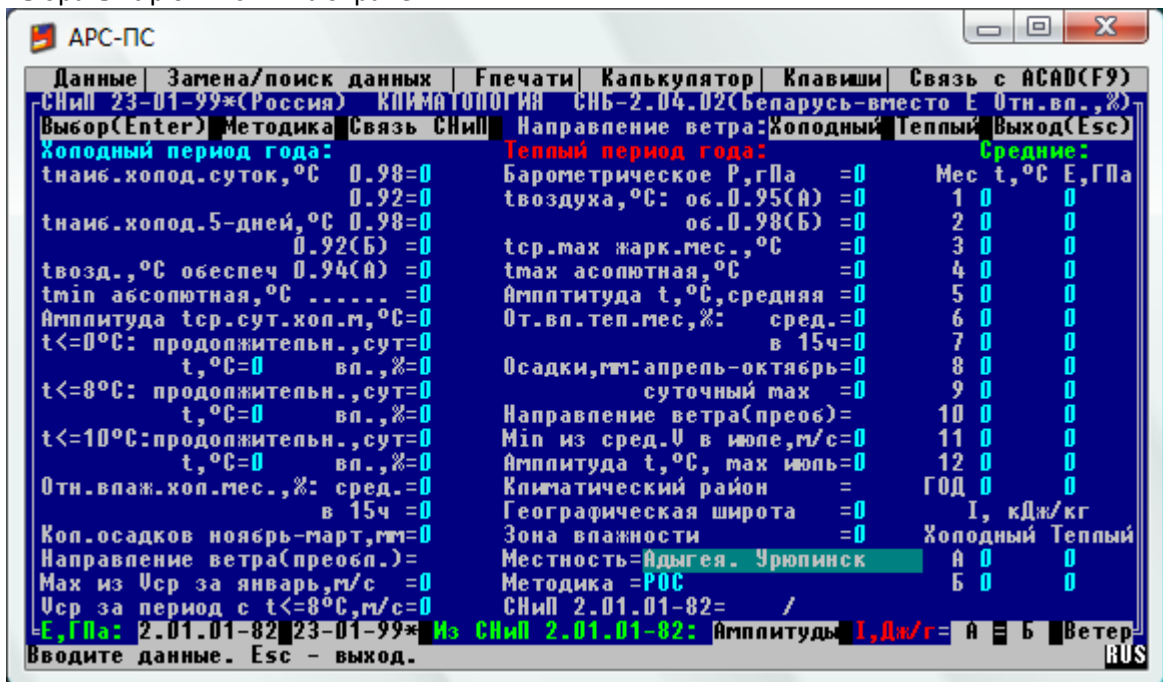 АРС-ПС
Данные| Замена/поиск данных | Fпечати| Калькулятор| Клавиши| Связь с ACAD(F9)
СНиП 23-01-99*(Россия) КЛИМАТОЛОГИЯ СНБ-2.04.02(Беларусь-вместо Е Отн.вл.,%)
Выбор(Enter) Методика Связь СНиП Направление ветра:Холодный Теплый Выход(Esc)
Холодный период года: Теплый период года: Средние:
tнаиб.холод.суток,°С 0.98=0 Барометрическое Р,гПа =0 Мес t,°С Е,ГПа
0.92=0 tвоздуха,°С: об.0.95(А) =0 1 0 0
tнаиб.холод.5-дней,°С 0.98=0 об.0.98(Б) =0 2 0 0
0.92(Б) =0 tср.max жарк.мес.,°С =0 3 0 0
tвозд.,°С обеспеч 0.94(А) =0 tmax асолютная,°С =0 4 0 0
tmin абсолютная,°С ...... =0 Амплтитуда t,°С,средняя =0 5 0 0
Амплитуда tср.сут.хол.м,°С=0 От.вл.теп.мес,%: сред.=0 6 0 0
t<=0°С: продолжительн.,сут=0 в 15ч=0 7 0 0
t,°С=0 вл.,%=0 Осадки,мм:апрель-октябрь=0 8 0 0
t<=8°С: продолжительн.,сут=0 суточный max =0 9 0 0
t,°С=0 вл.,%=0 Направление ветра(преоб)= 10 0 0
t<=10°С:продолжительн.,сут=0 Min из сред.V в июле,м/с=0 11 0 0
t,°С=0 вл.,%=0 Амплитуда t,°С, max июль=0 12 0 0
Отн.влаж.хол.мес.,%: сред.=0 Климатический район = ГОД 0 0
в 15ч =0 Географическая широта =0 I, кДж/кг
Кол.осадков ноябрь-март,мм=0 Зона влажности =0 Холодный Теплый
Направление ветра(преобл.)= Местность=Адыгея. Урюпинск А 0 0
Max из Vср за январь,м/с =0 Методика =РОС Б 0 0
Vср за период с t<=8°С,м/с=0 СНиП 2.01.01-82= /
Е,ГПа: 2.01.01-82 23-01-99* Из СНиП 2.01.01-82: Амплитуды I,Дж/г= А = Б Ветер
Вводите данные. Esc - выход. RUS